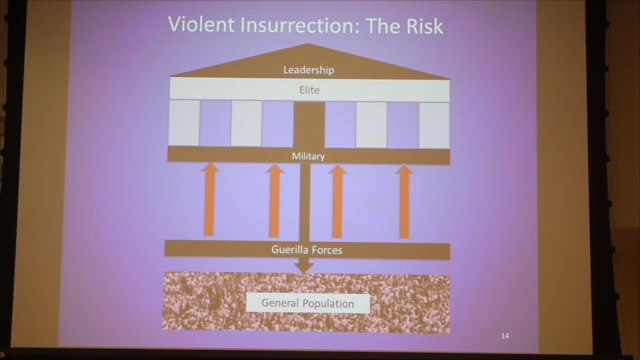 Violent Insurrection: The Risk
Leadership
Elite
Military
Guerilla Forces
General Population
14